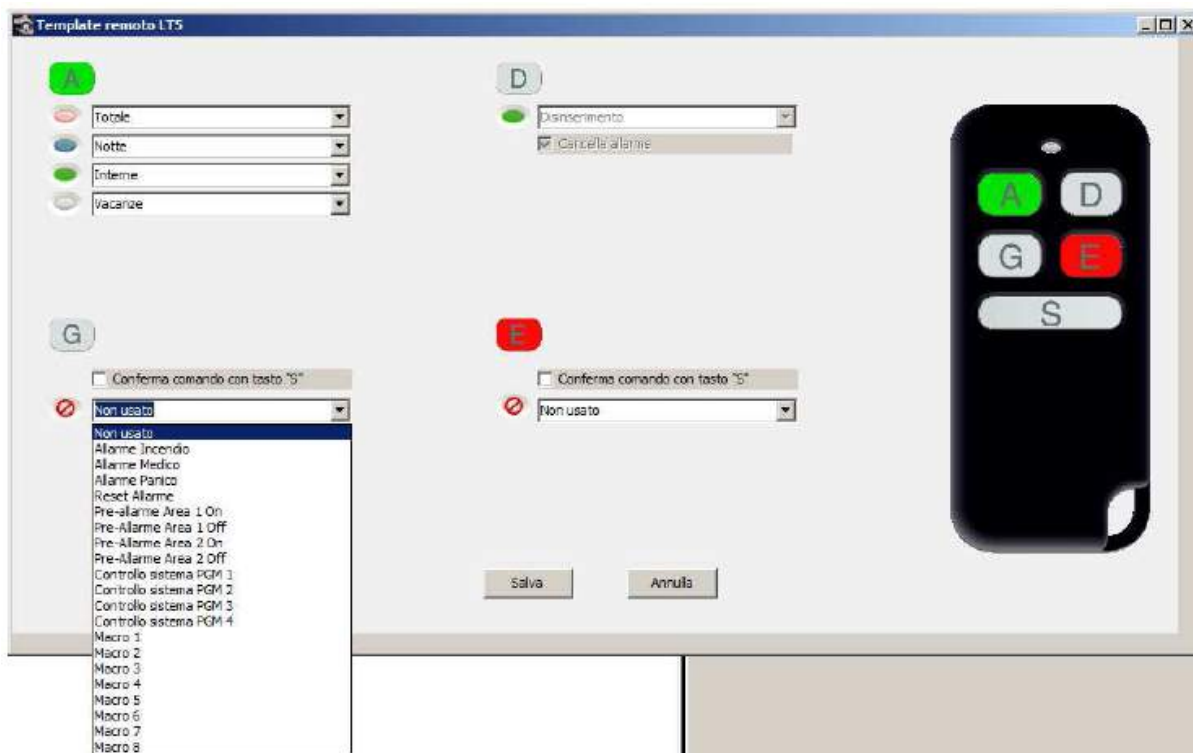 Template remoto LT5
A
Totale
Notte
Interne
Vacanze
D
Disinserimento
Cancella allarme
G
Conferma comando con tasto "S"
Non usato
Non usato
Allarme Incendio
Allarme Medico
Allarme Panico
Reset Allarme
Pre-allarme Area 1 On
Pre-Allarme Area 1 Off
Pre-Allarme Area 2 On
Pre-Allarme Area 2 Off
Controllo sistema PGM 1
Controllo sistema PGM 2
Controllo sistema PGM 3
Controllo sistema PGM 4
Macro 1
Macro 2
Macro 3
Macro 4
Macro 5
Macro 6
Macro 7
Macro 8
E
Conferma comando con tasto "S"
Non usato
Salva Annulla
A D
G E
S